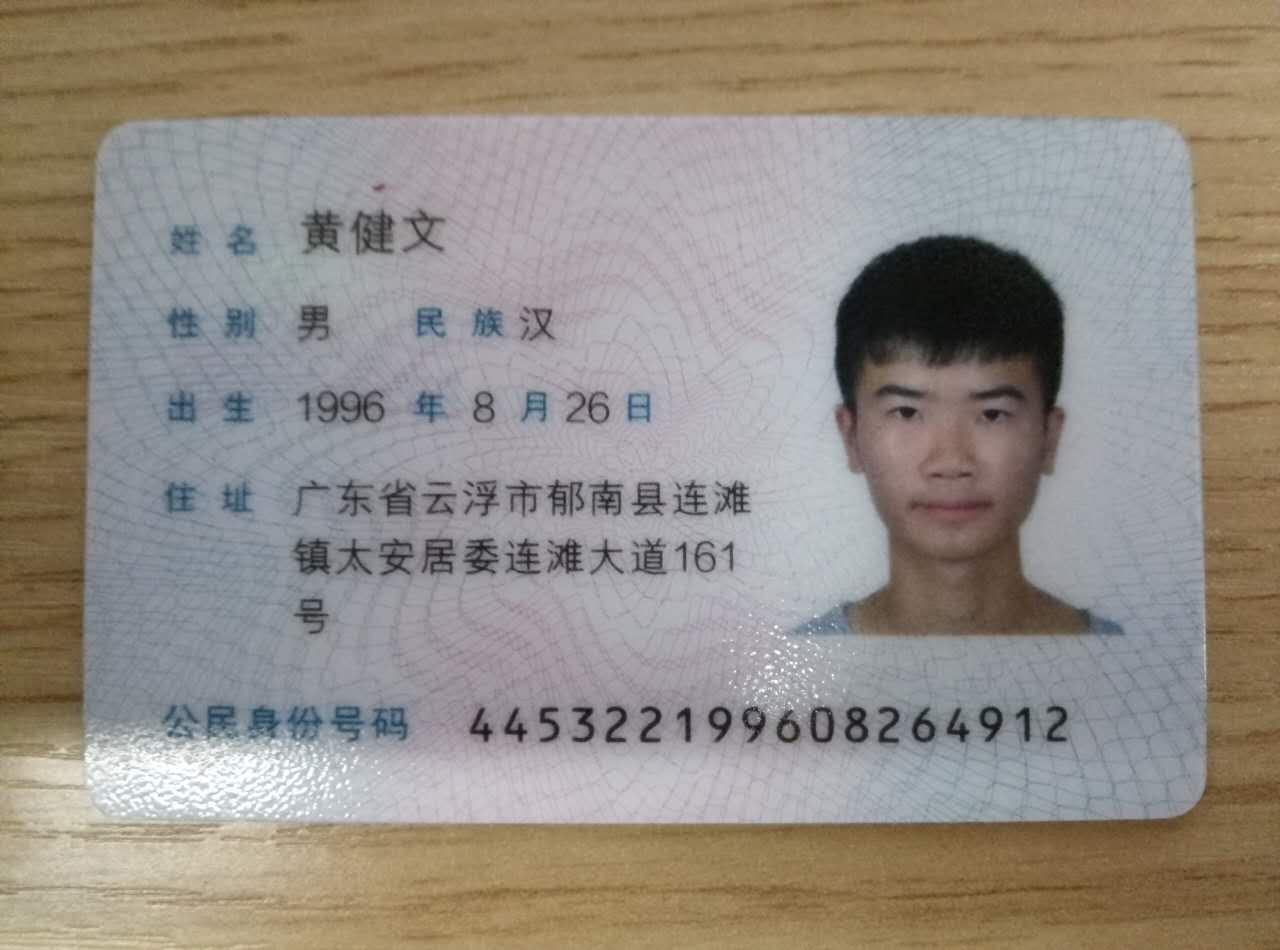 姓名 黄健文
性别 男 民族 汉
出生 1996 年 8 月 26 日
住址 广东省云浮市郁南县连滩
镇太安居委连滩大道161
号
公民身份号码 445322199608264912